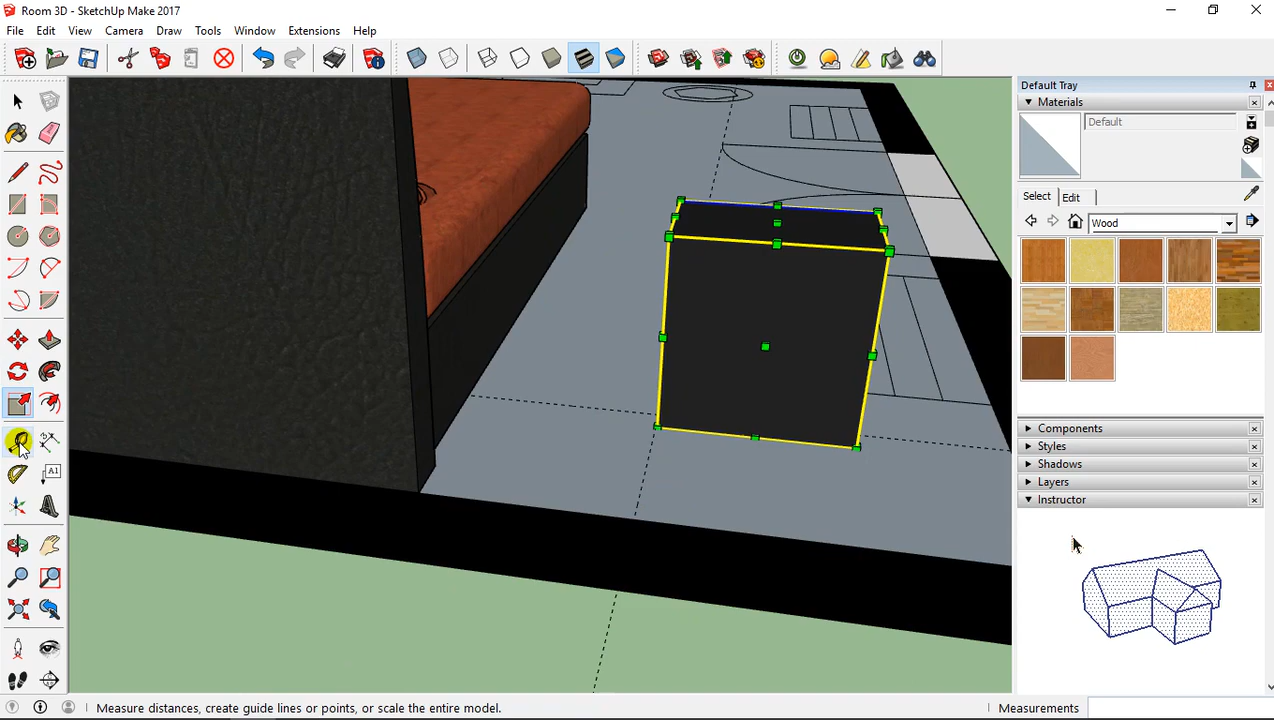 Room 3D - SketchUp Make 2017
File Edit View Camera Draw Tools Window Extensions Help
Default Tray
Materials
Default
Select Edit
Wood
Components
Styles
Shadows
Layers
Instructor
A1
Measure distances, create guide lines or points, or scale the entire model.
Measurements